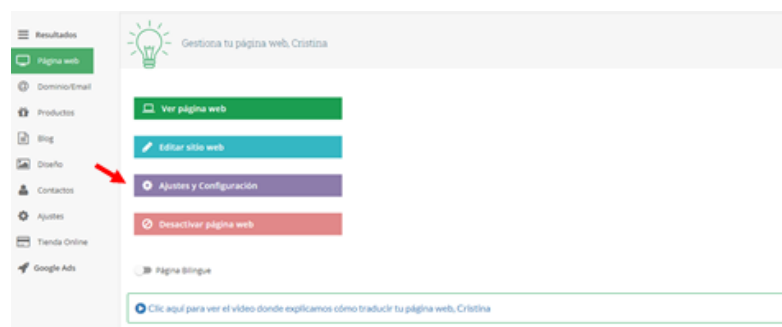 Resultados
Página web
Dominio/Email
Productos
Blog
Diseño
Contactos
Ajustes
Tienda Online
Google Ads
Gestiona tu página web, Cristina
Ver página web
Editar sitio web
Ajustes y Configuración
Desactivar página web
Página Bilingue
Clic aquí para ver el vídeo donde explicamos cómo traducir tu página web, Cristina